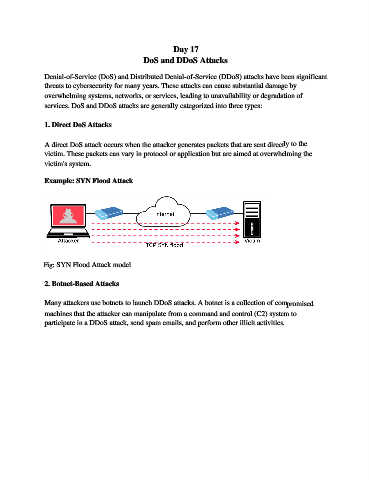 Day 17
DoS and DDoS Attacks
Denial-of-Service (DoS) and Distributed Denial-of-Service (DDoS) attacks have been significant
threats to cybersecurity for many years. These attacks can cause substantial damage by
overwhelming systems, networks, or services, leading to unavailability or degradation of
services. DoS and DDoS attacks are generally categorized into three types:
1. Direct DoS Attacks
A direct DoS attack occurs when the attacker generates packets that are sent directly to the
victim. These packets can vary in protocol or application but are aimed at overwhelming the
victim's system.
Example: SYN Flood Attack
Internet
Attacker
TCP SYN flood
Victim
Fig: SYN Flood Attack model
2. Botnet-Based Attacks
Many attackers use botnets to launch DDoS attacks. A botnet is a collection of compromised
machines that the attacker can manipulate from a command and control (C2) system to
participate in a DDoS attack, send spam emails, and perform other illicit activities.